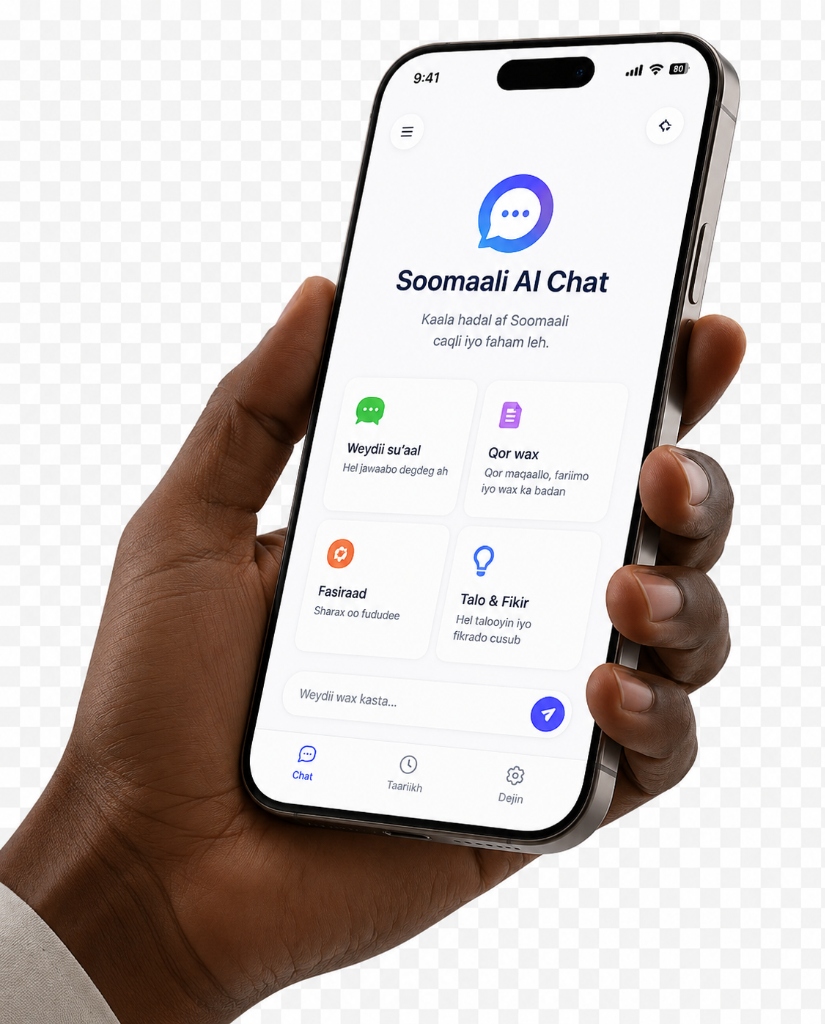 9:41
80
Soomaali AI Chat
Kaala hadal af Soomaali
caqli iyo faham leh.
Weydii su'aal
Hel jawaabo degdeg ah
Qor wax
Qor maqaallo, fariimo
iyo wax ka badan
Fasiraad
Sharax oo fududee
Talo & Fikir
Hel talooyin iyo
fikrado cusub
Weydii wax kasta...
Chat
Taariikh
Dejin